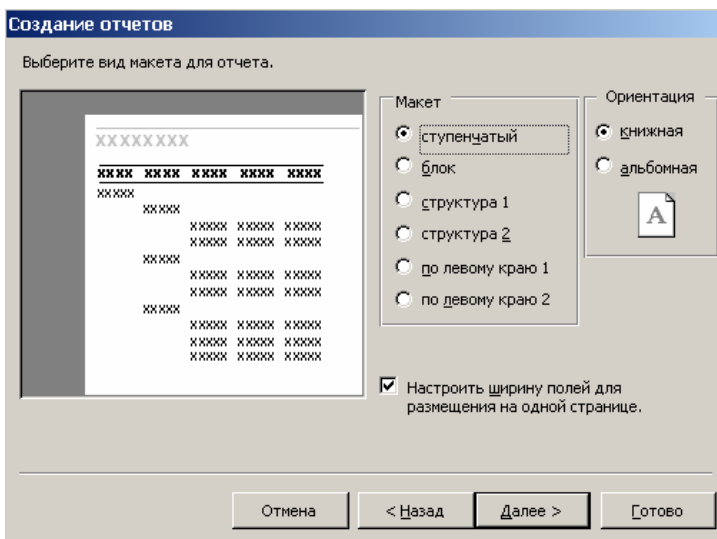 Создание отчетов
Выберите вид макета для отчета.
Макет
ступенчатый
блок
структура 1
структура 2
по левому краю 1
по левому краю 2
Ориентация
книжная
альбомная
A
XXXXXXXX
XXXX XXXX XXXX XXXX XXXX
XXXXX
XXXXX
XXXXX XXXXX XXXXX
XXXXX XXXXX XXXXX
XXXXX
XXXXX XXXXX XXXXX
XXXXX XXXXX XXXXX
XXXXX
XXXXX XXXXX XXXXX
XXXXX XXXXX XXXXX
XXXXX XXXXX XXXXX
Настроить ширину полей для
размещения на одной странице.
Отмена
< Назад
Далее >
Готово